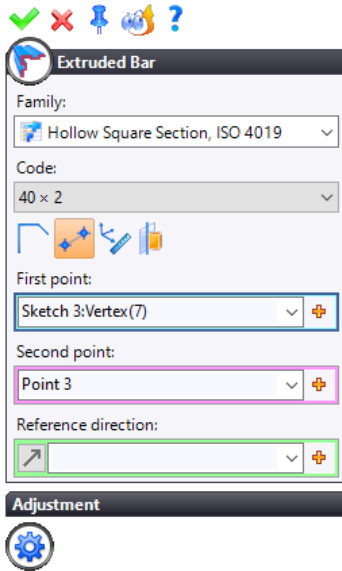 ?
Extruded Bar
Family:
Hollow Square Section, ISO 4019
Code:
40 × 2
First point:
Sketch 3:Vertex(7)
Second point:
Point 3
Reference direction:
Adjustment